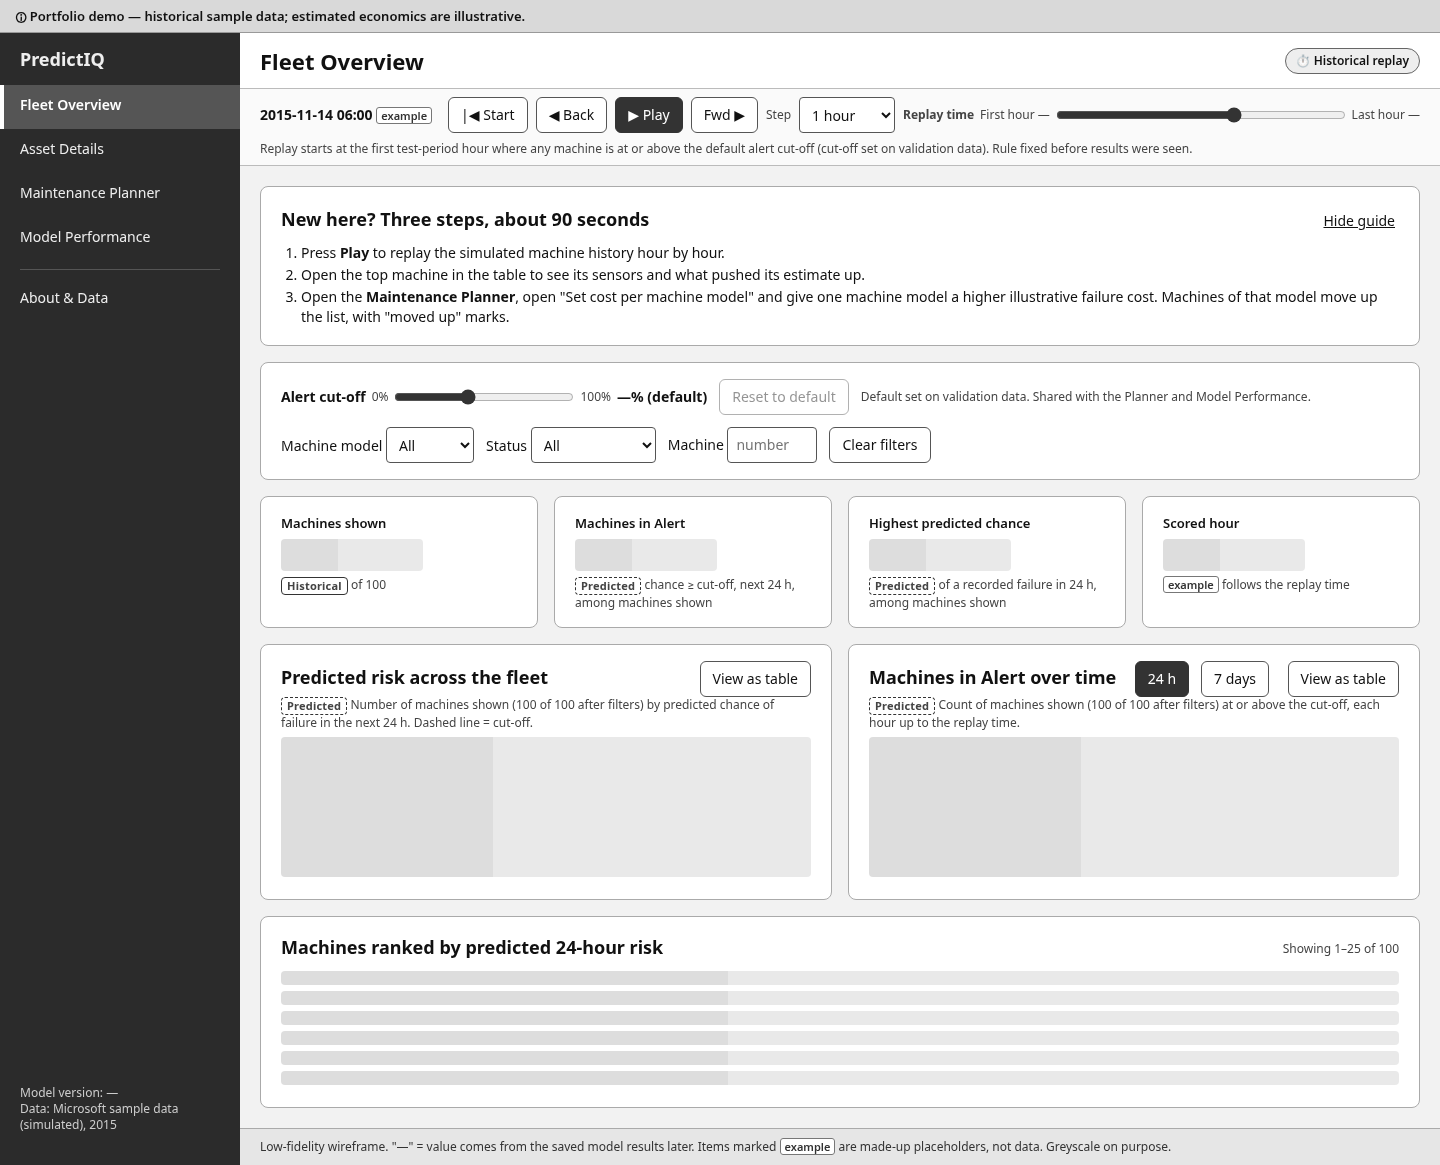 Portfolio demo — historical sample data; estimated economics are illustrative.
PredictIQ
Fleet Overview
Asset Details
Maintenance Planner
Model Performance
About & Data
Model version: —
Data: Microsoft sample data
(simulated), 2015
Fleet Overview
Historical replay
2015-11-14 06:00 example |◀ Start ◀ Back ▶ Play Fwd ▶ Step 1 hour Replay time First hour — Last hour —
Replay starts at the first test-period hour where any machine is at or above the default alert cut-off (cut-off set on validation data). Rule fixed before results were seen.
New here? Three steps, about 90 seconds
Hide guide
1. Press Play to replay the simulated machine history hour by hour.
2. Open the top machine in the table to see its sensors and what pushed its estimate up.
3. Open the Maintenance Planner, open "Set cost per machine model" and give one machine model a higher illustrative failure cost. Machines of that model move up
the list, with "moved up" marks.
Alert cut-off 0% 100% —% (default) Reset to default Default set on validation data. Shared with the Planner and Model Performance.
Machine model All Status All Machine number Clear filters
Machines shown
Historical of 100
Machines in Alert
Predicted chance ≥ cut-off, next 24 h,
among machines shown
Highest predicted chance
Predicted of a recorded failure in 24 h,
among machines shown
Scored hour
example follows the replay time
Predicted risk across the fleet
View as table
Predicted Number of machines shown (100 of 100 after filters) by predicted chance of
failure in the next 24 h. Dashed line = cut-off.
Machines in Alert over time
24 h 7 days View as table
Predicted Count of machines shown (100 of 100 after filters) at or above the cut-off, each
hour up to the replay time.
Machines ranked by predicted 24-hour risk
Showing 1–25 of 100
Low-fidelity wireframe. "—" = value comes from the saved model results later. Items marked example are made-up placeholders, not data. Greyscale on purpose.